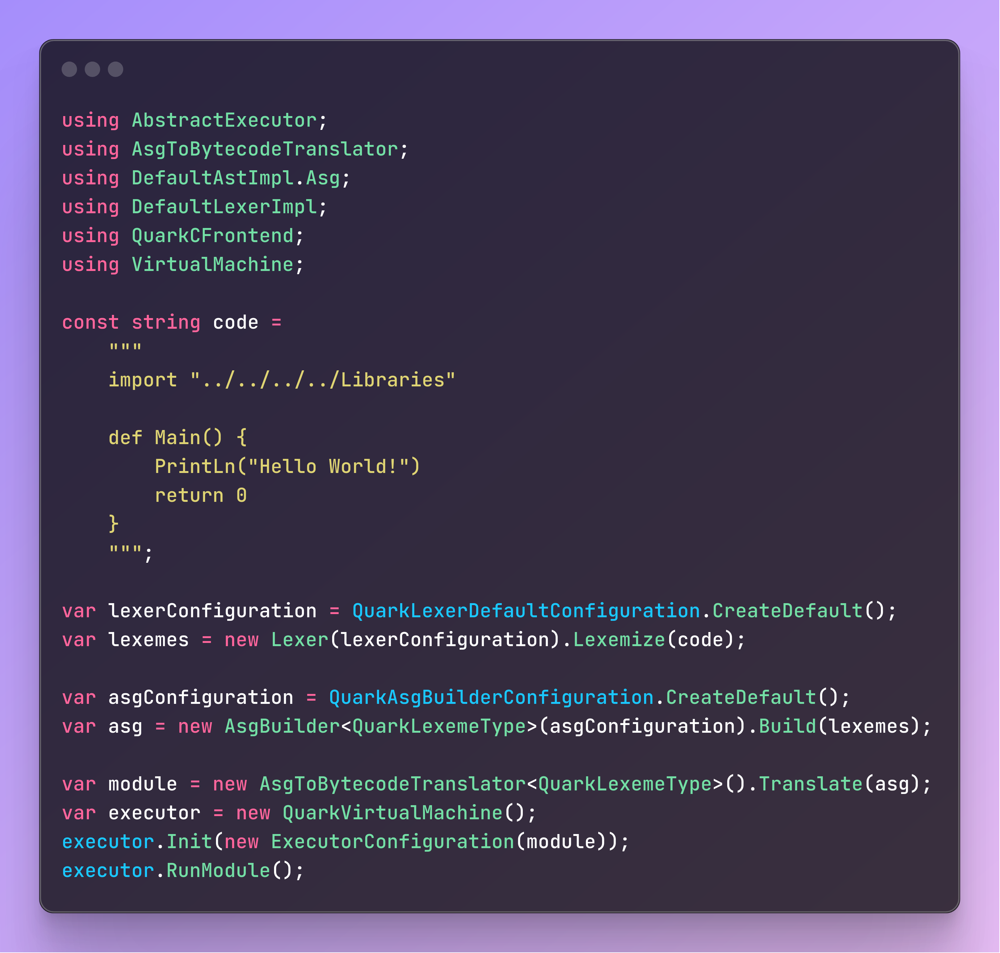 using AbstractExecutor;
using AsgToBytecodeTranslator;
using DefaultAstImpl.Asg;
using DefaultLexerImpl;
using QuarkCFrontend;
using VirtualMachine;

const string code =
    """
    import "../../../../Libraries"

    def Main() {
        PrintLn("Hello World!")
        return 0
    }
    """;

var lexerConfiguration = QuarkLexerDefaultConfiguration.CreateDefault();
var lexemes = new Lexer(lexerConfiguration).Lexemize(code);

var asgConfiguration = QuarkAsgBuilderConfiguration.CreateDefault();
var asg = new AsgBuilder<QuarkLexemeType>(asgConfiguration).Build(lexemes);

var module = new AsgToBytecodeTranslator<QuarkLexemeType>().Translate(asg);
var executor = new QuarkVirtualMachine();
executor.Init(new ExecutorConfiguration(module));
executor.RunModule();